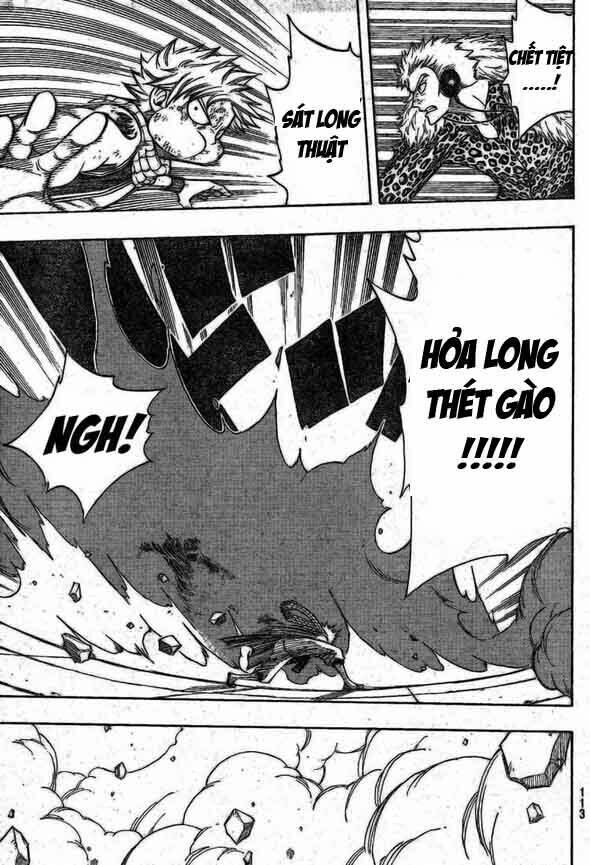 CHẾT TIỆT
......!
SÁT LONG
THUẬT
HỎA LONG
THÉT GÀO
!!!!!
NGH!
113